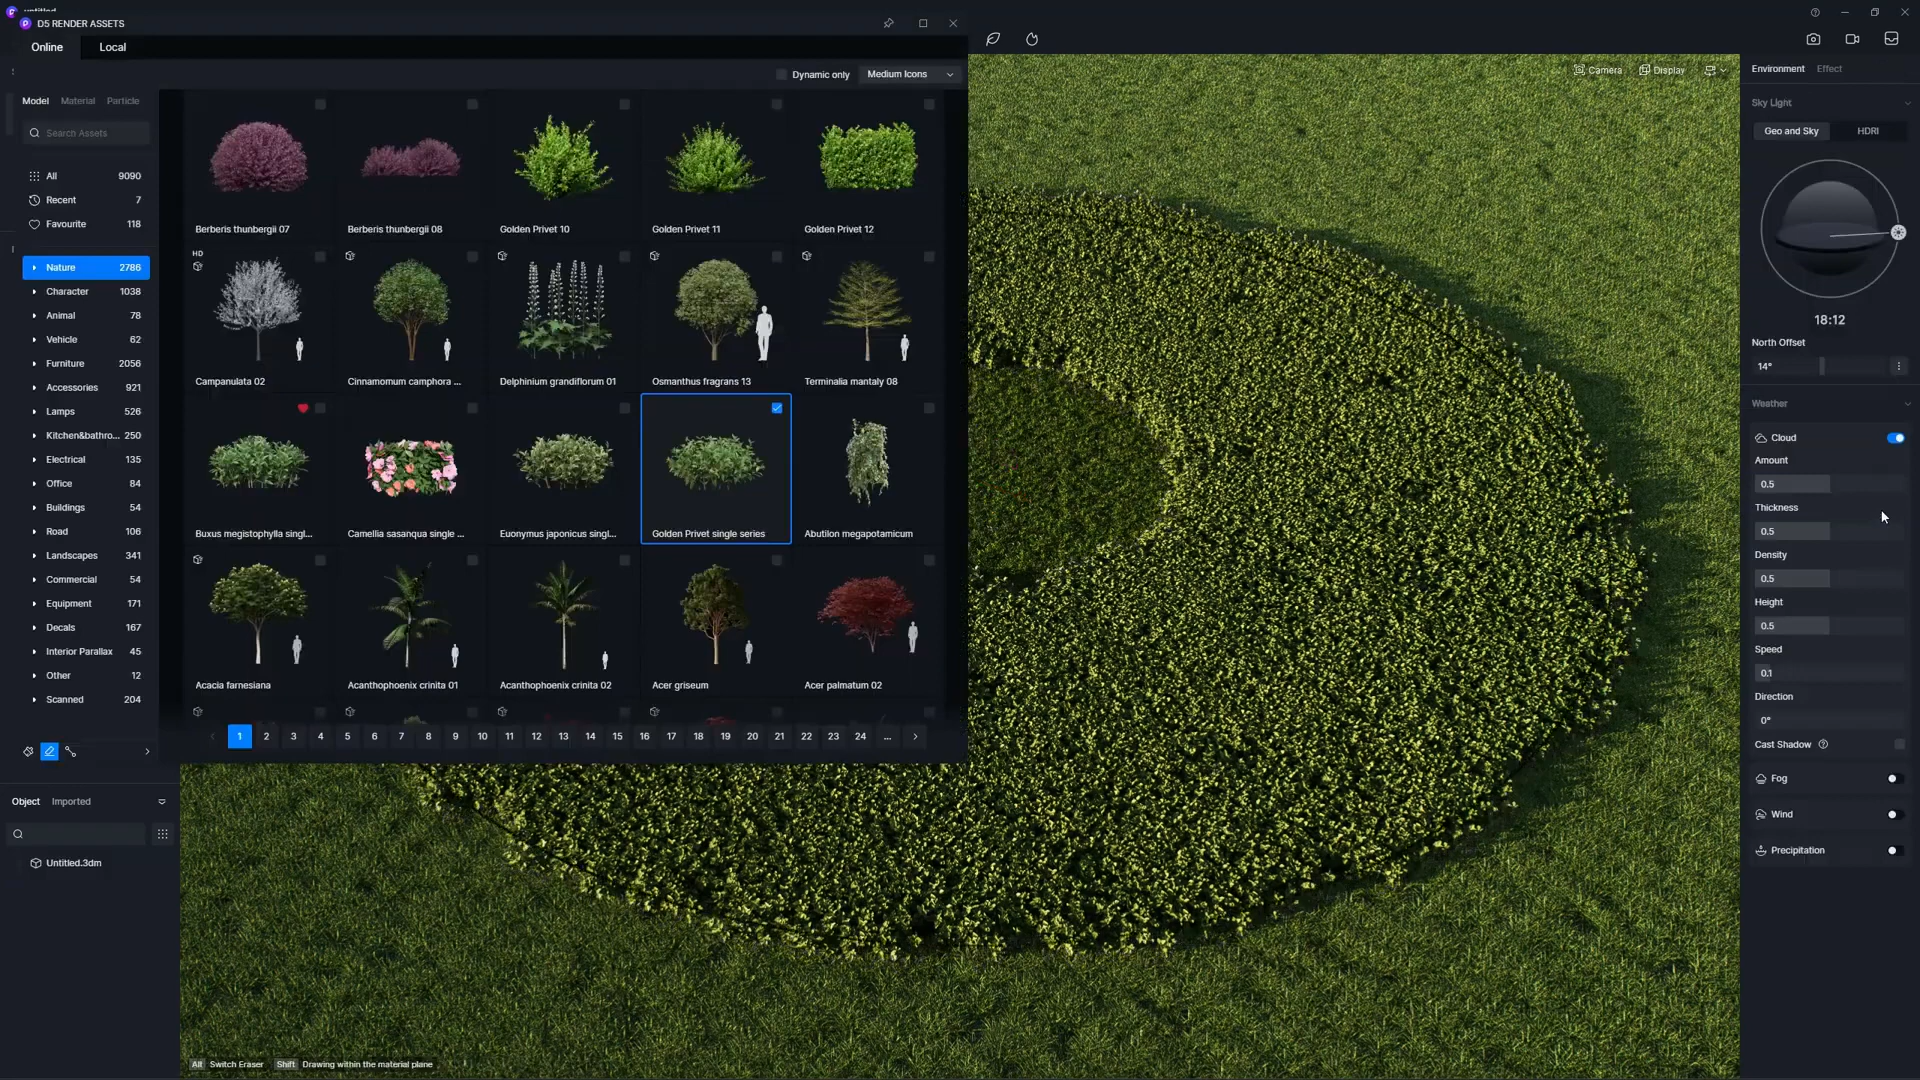 untitled
D5 RENDER ASSETS
Online
Local
Dynamic only
Medium Icons
Model
Material
Particle
Search Assets
All 9090
Recent 7
Favourite 118
Nature 2786
Character 1038
Animal 78
Vehicle 62
Furniture 2056
Accessories 921
Lamps 526
Kitchen&bathro... 250
Electrical 135
Office 84
Buildings 54
Road 106
Landscapes 341
Commercial 54
Equipment 171
Decals 167
Interior Parallax 45
Other 12
Scanned 204
Berberis thunbergii 07
Berberis thunbergii 08
Golden Privet 10
Golden Privet 11
Golden Privet 12
HD
Campanulata 02
Cinnamomum camphora ...
Delphinium grandiflorum 01
Osmanthus fragrans 13
Terminalia mantaly 08
Buxus megistophylla singl...
Camellia sasanqua single ...
Euonymus japonicus singl...
Golden Privet single series
Abutilon megapotamicum
Acacia farnesiana
Acanthophoenix crinita 01
Acanthophoenix crinita 02
Acer griseum
Acer palmatum 02
1 2 3 4 5 6 7 8 9 10 11 12 13 14 15 16 17 18 19 20 21 22 23 24 ...
Object
Imported
Untitled.3dm
Alt Switch Eraser Shift Drawing within the material plane
Camera
Display
Environment
Effect
Sky Light
Geo and Sky
HDRI
18:12
North Offset
14°
Weather
Cloud
Amount
0.5
Thickness
0.5
Density
0.5
Height
0.5
Speed
0.1
Direction
0°
Cast Shadow
Fog
Wind
Precipitation